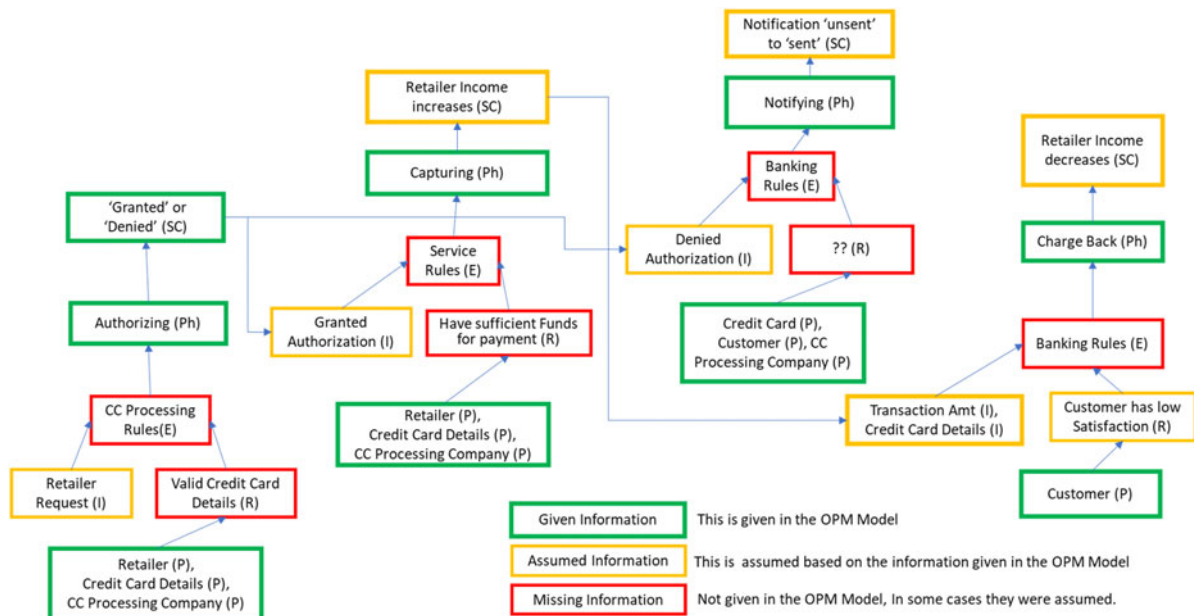 Notification ‘unsent’
to ‘sent’ (SC)
Retailer Income
increases (SC)
Notifying (Ph)
Retailer Income
decreases (SC)
Capturing (Ph)
Banking
Rules (E)
‘Granted’ or
‘Denied’ (SC)
Service
Rules (E)
Denied
Authorization (I)
?? (R)
Charge Back (Ph)
Authorizing (Ph)
Granted
Authorization (I)
Have sufficient Funds
for payment (R)
Credit Card (P),
Customer (P), CC
Processing Company (P)
Banking Rules (E)
CC Processing
Rules(E)
Retailer (P),
Credit Card Details (P),
CC Processing Company (P)
Transaction Amt (I),
Credit Card Details (I)
Customer has low
Satisfaction (R)
Retailer
Request (I)
Valid Credit Card
Details (R)
Customer (P)
Retailer (P),
Credit Card Details (P),
CC Processing Company (P)
Given Information
This is given in the OPM Model
Assumed Information
This is assumed based on the information given in the OPM Model
Missing Information
Not given in the OPM Model, In some cases they were assumed.